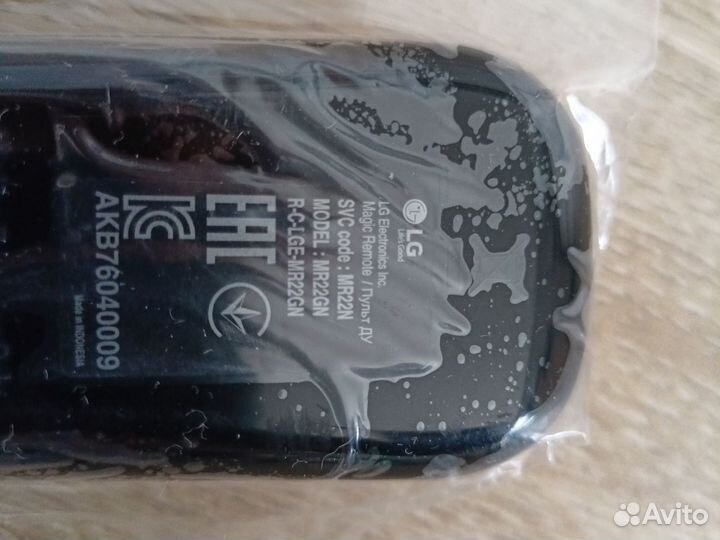 LG
Life's Good
LG Electronics Inc.
Magic Remote / Пульт ДУ
SVC code : MR22N
MODEL : MR22GN
R-C-LGE-MR22GN
EAC
AKB76040009
Made in INDONESIA
Avito